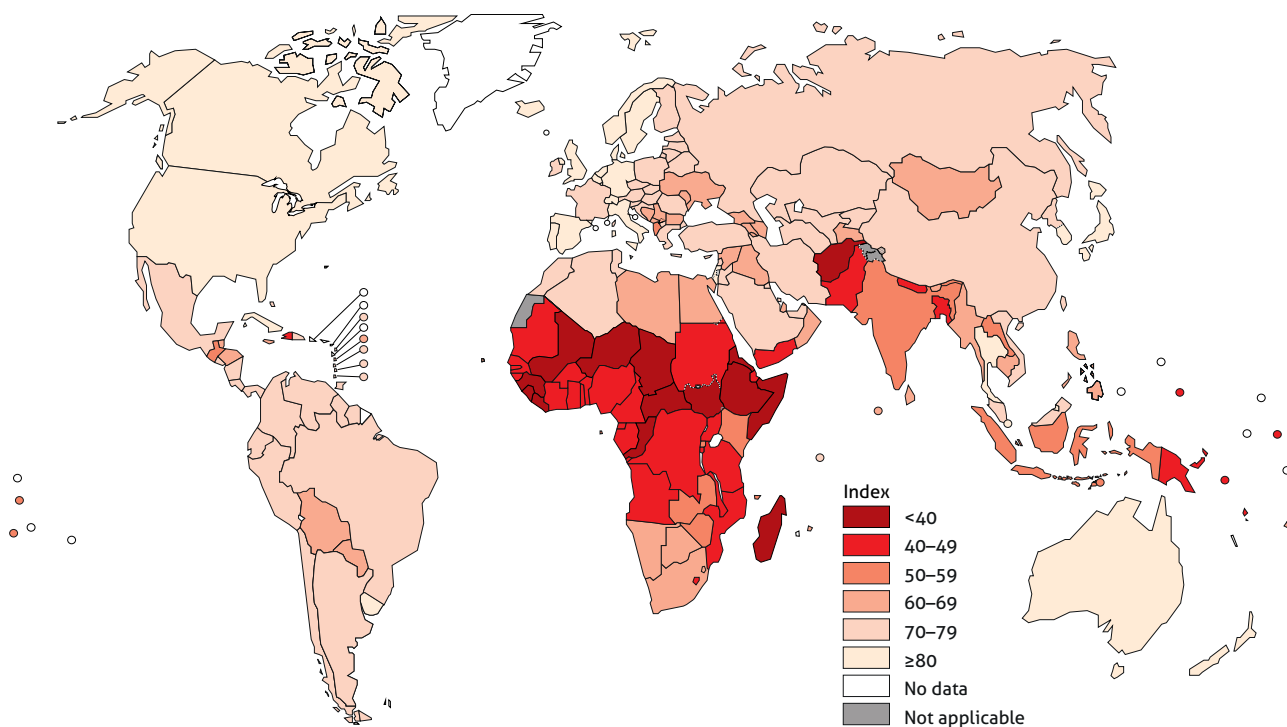 Index
<40
40–49
50–59
60–69
70–79
≥80
No data
Not applicable